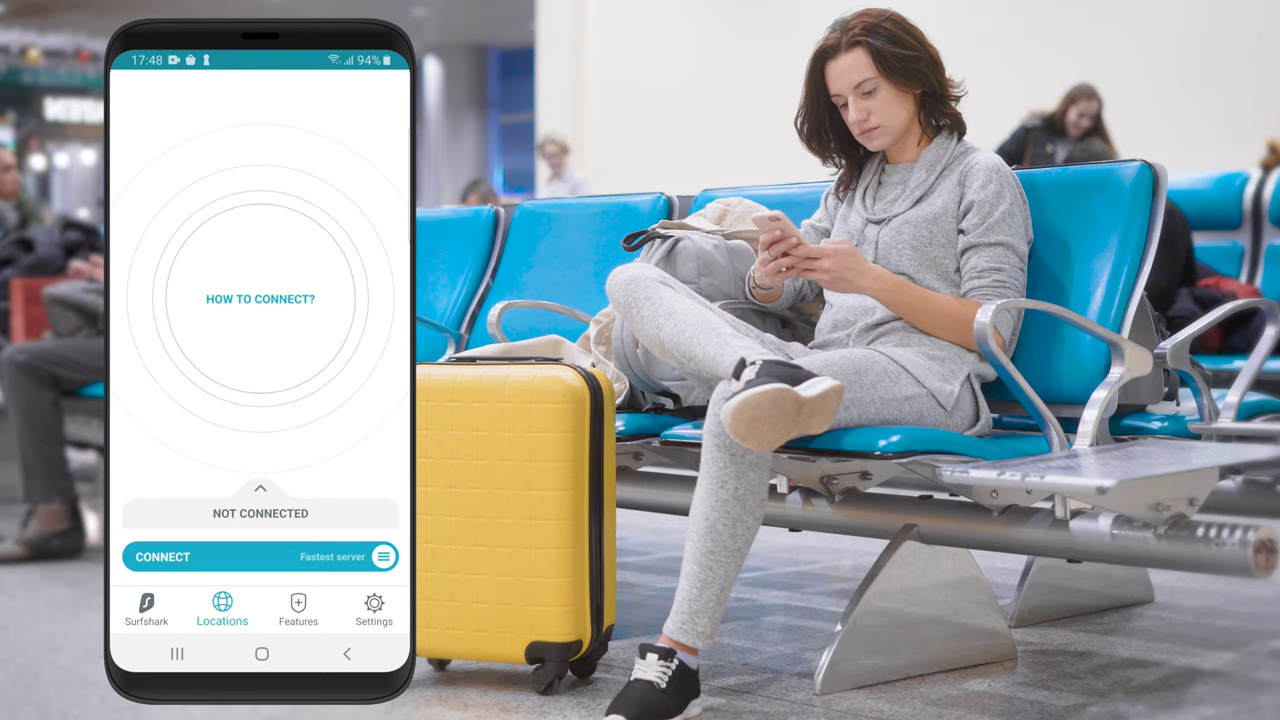 17:48
94%
HOW TO CONNECT?
NOT CONNECTED
CONNECT
Fastest server
Surfshark
Locations
Features
Settings